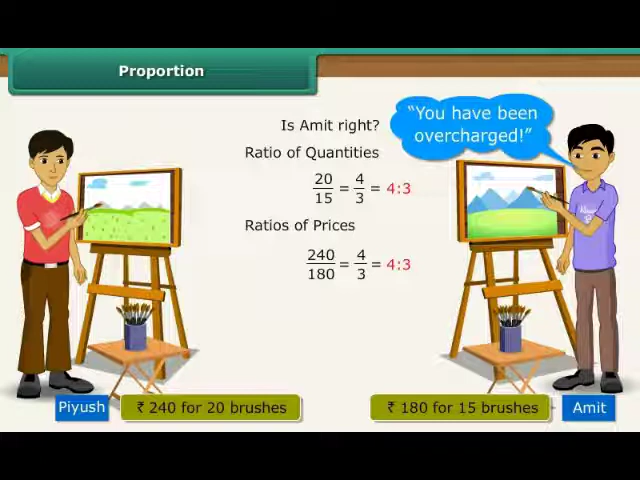 Proportion
"You have been
overcharged!"
Is Amit right?
Ratio of Quantities
20/15 = 4/3 = 4:3
Ratios of Prices
240/180 = 4/3 = 4:3
Piyush
₹ 240 for 20 brushes
₹ 180 for 15 brushes
Amit